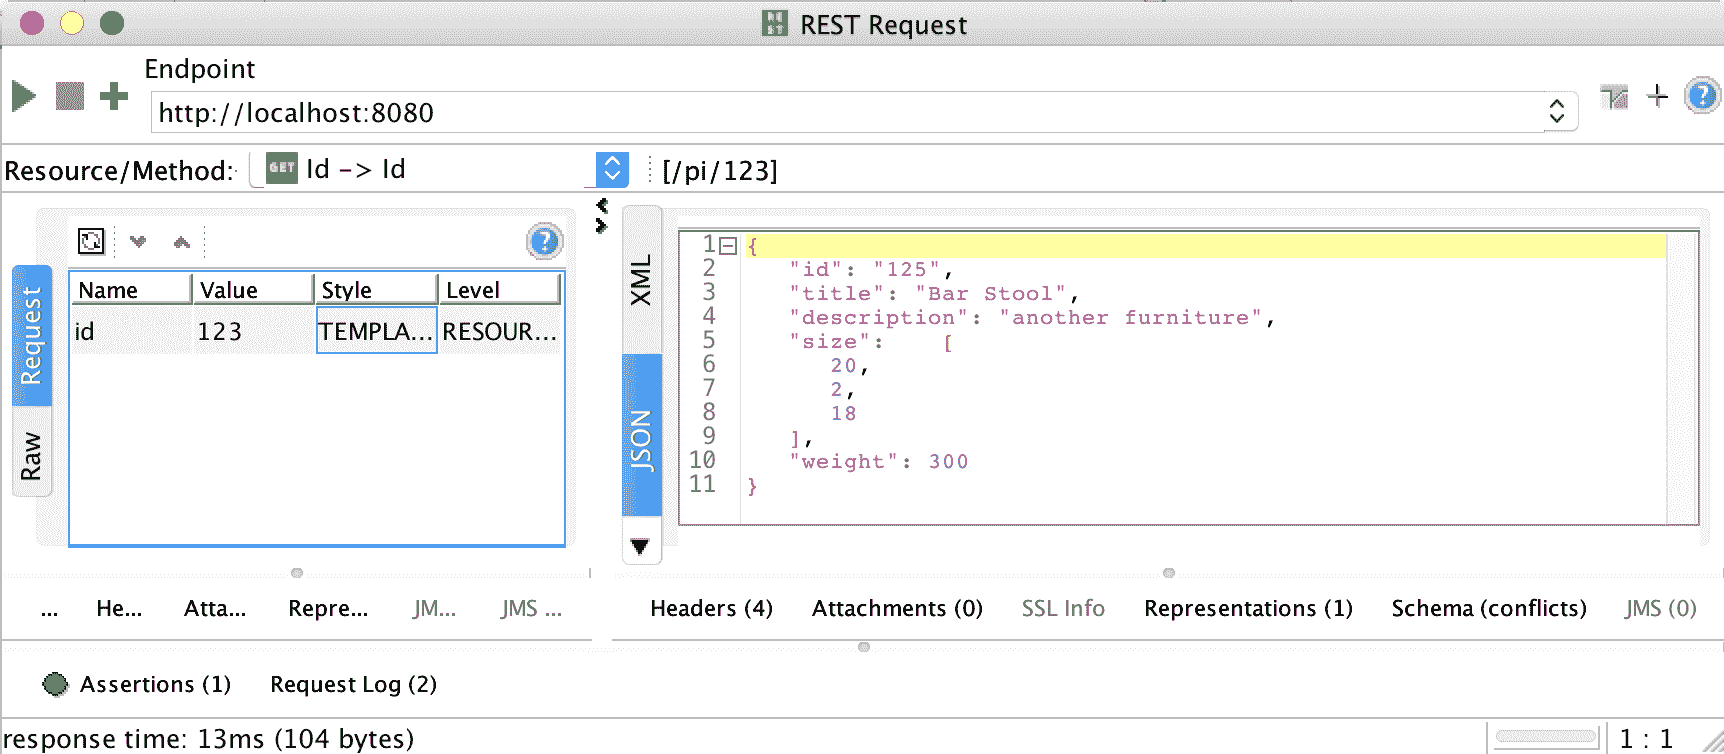 REST Request
Endpoint
http://localhost:8080
Resource/Method: GET Id -> Id [/pi/123]
Request
Raw
Name Value Style Level
id 123 TEMPLA... RESOUR...
XML
JSON
1 {
2 "id": "125",
3 "title": "Bar Stool",
4 "description": "another furniture",
5 "size": [
6 20,
7 2,
8 18
9 ],
10 "weight": 300
11 }
... He... Atta... Repre... JM... JMS ...
Headers (4) Attachments (0) SSL Info Representations (1) Schema (conflicts) JMS (0)
Assertions (1) Request Log (2)
response time: 13ms (104 bytes) 1 : 1